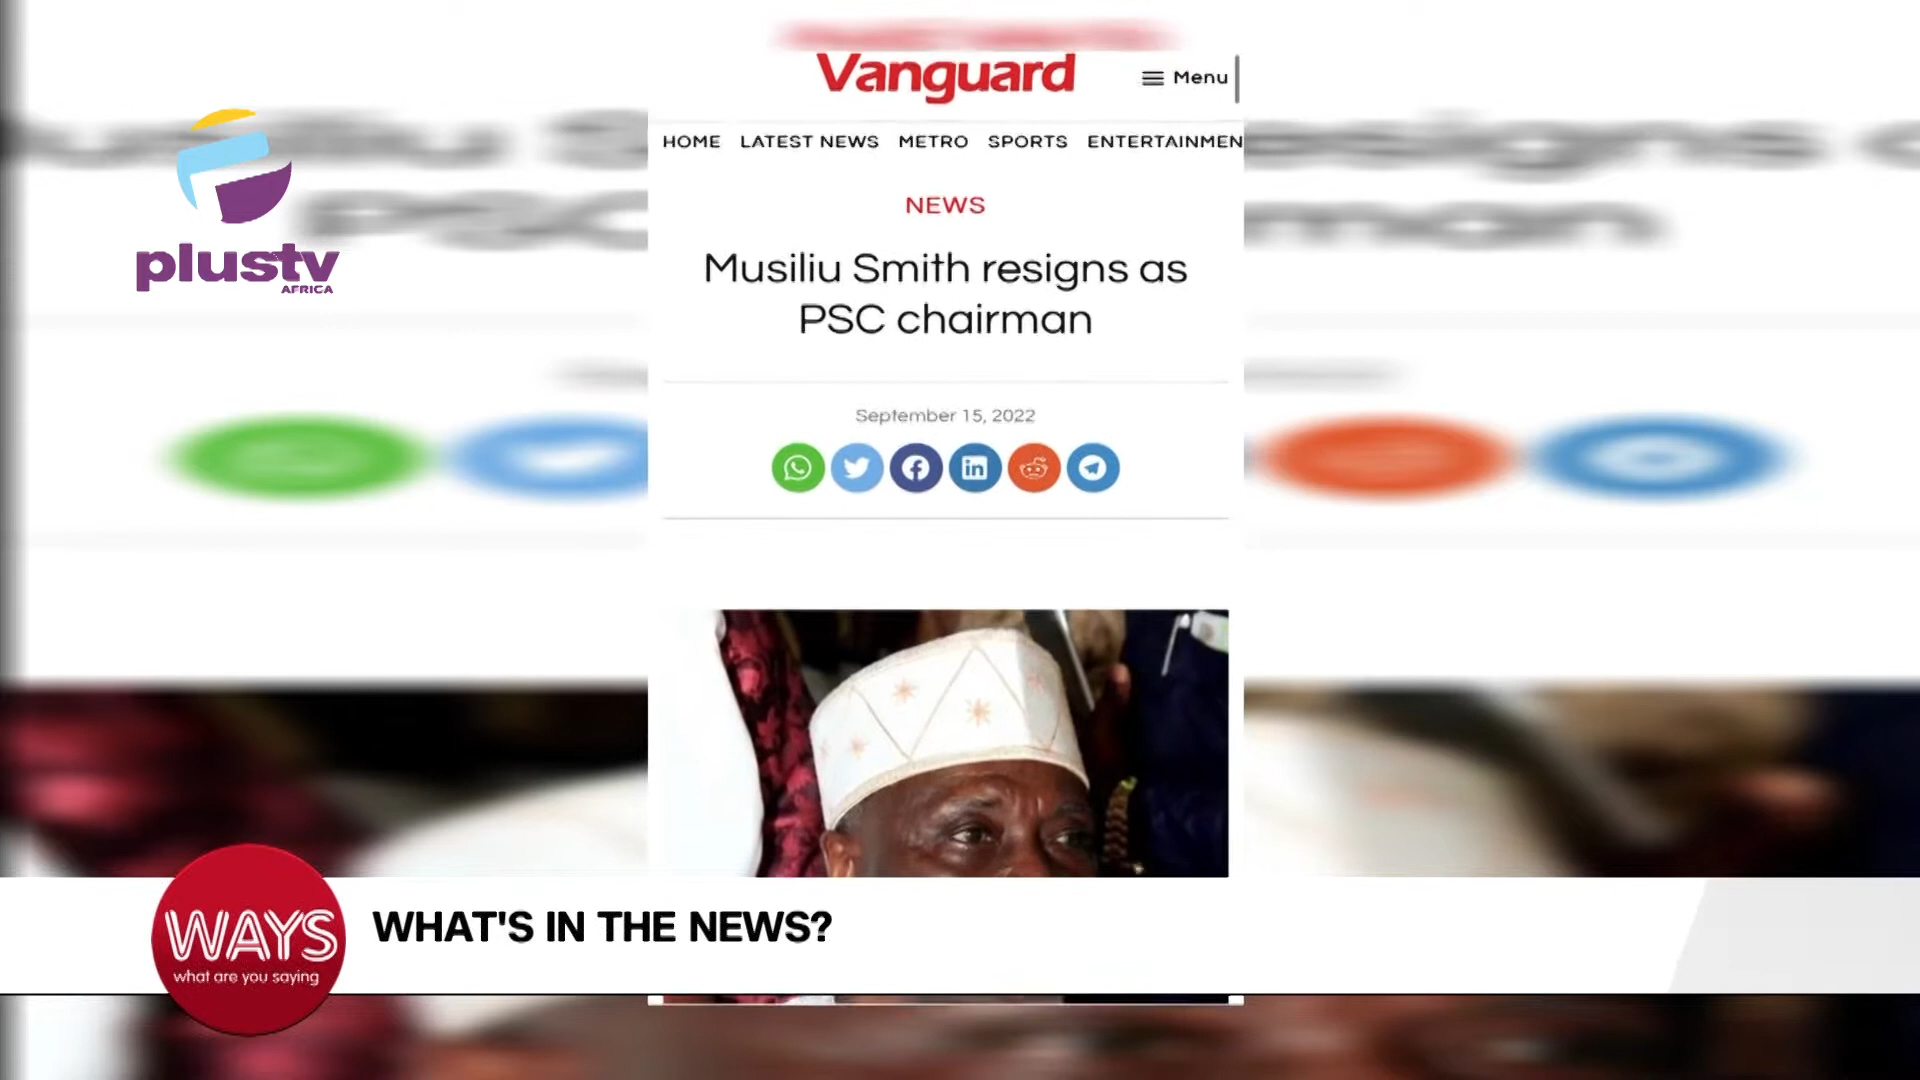 Vanguard
Menu
HOME LATEST NEWS METRO SPORTS ENTERTAINMEN
NEWS
Musiliu Smith resigns as
PSC chairman
September 15, 2022
plustv
AFRICA
WAYS
what are you saying
WHAT'S IN THE NEWS?